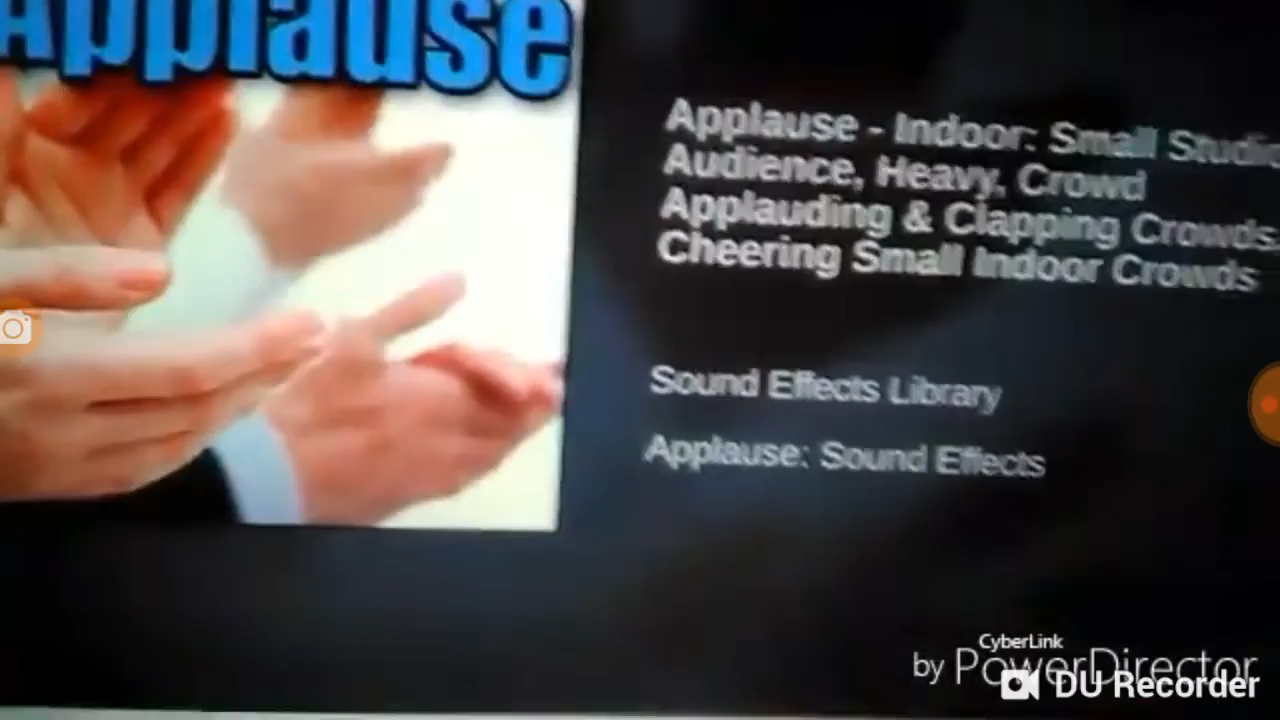 Applause
Applause - Indoor: Small Studio
Audience, Heavy, Crowd
Applauding & Clapping Crowds,
Cheering Small Indoor Crowds
Sound Effects Library
Applause: Sound Effects
CyberLink
by PowerDirector
DU Recorder